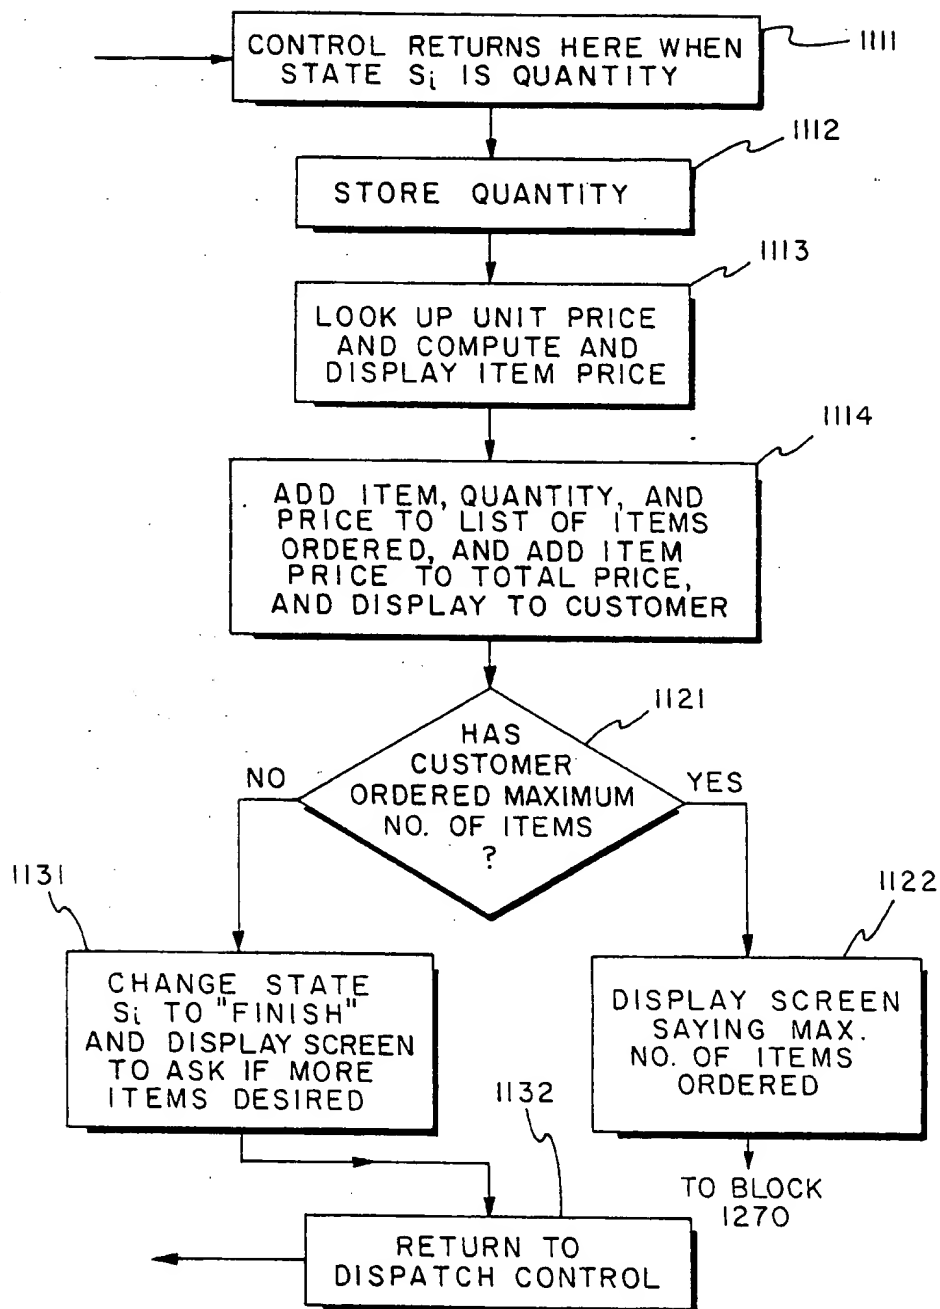 CONTROL RETURNS HERE WHEN
STATE Si IS QUANTITY
1111
1112
STORE QUANTITY
1113
LOOK UP UNIT PRICE
AND COMPUTE AND
DISPLAY ITEM PRICE
1114
ADD ITEM, QUANTITY, AND
PRICE TO LIST OF ITEMS
ORDERED, AND ADD ITEM
PRICE TO TOTAL PRICE,
AND DISPLAY TO CUSTOMER
1121
HAS
CUSTOMER
ORDERED MAXIMUM
NO. OF ITEMS
?
NO
YES
1131
CHANGE STATE
Si TO "FINISH"
AND DISPLAY SCREEN
TO ASK IF MORE
ITEMS DESIRED
1122
DISPLAY SCREEN
SAYING MAX.
NO. OF ITEMS
ORDERED
TO BLOCK
1270
1132
RETURN TO
DISPATCH CONTROL